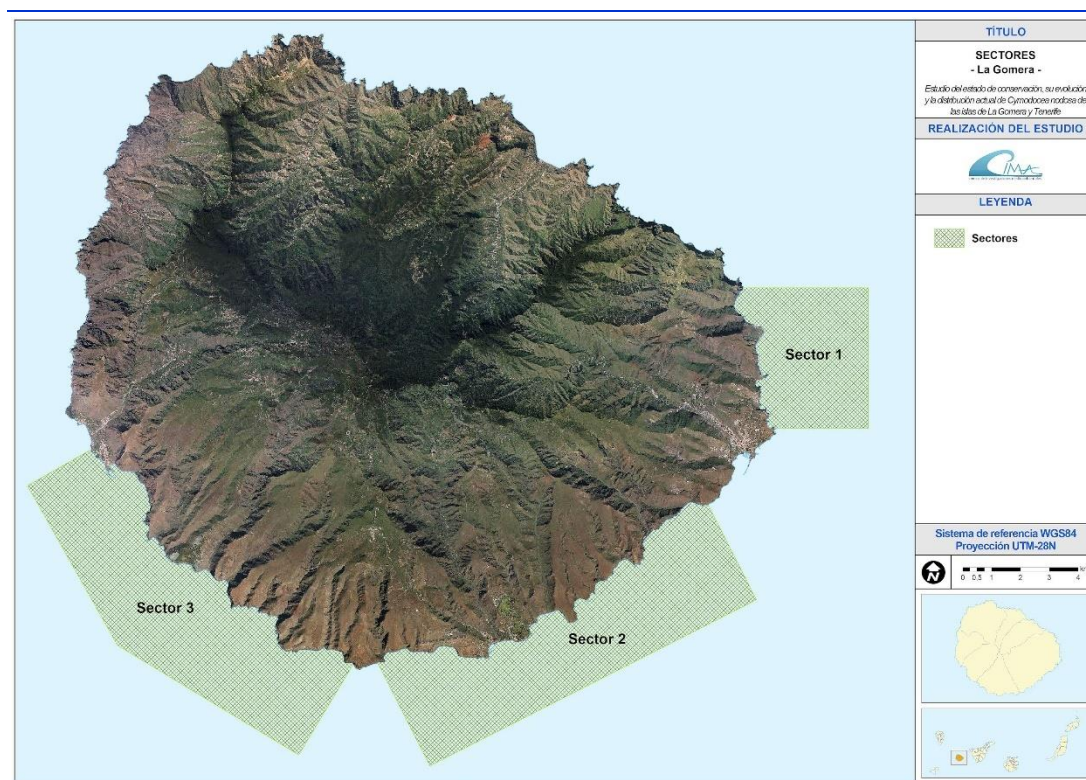 TÍTULO
SECTORES
- La Gomera -
Estudio del estado de conservación, su evolución
y la distribución actual de Cymodocea nodosa de
las islas de La Gomera y Tenerife
REALIZACIÓN DEL ESTUDIO
CIMA
LEYENDA
Sectores
Sector 1
Sector 2
Sector 3
Sistema de referencia WGS84
Proyección UTM-28N
N
0 0,5 1 2 3 4